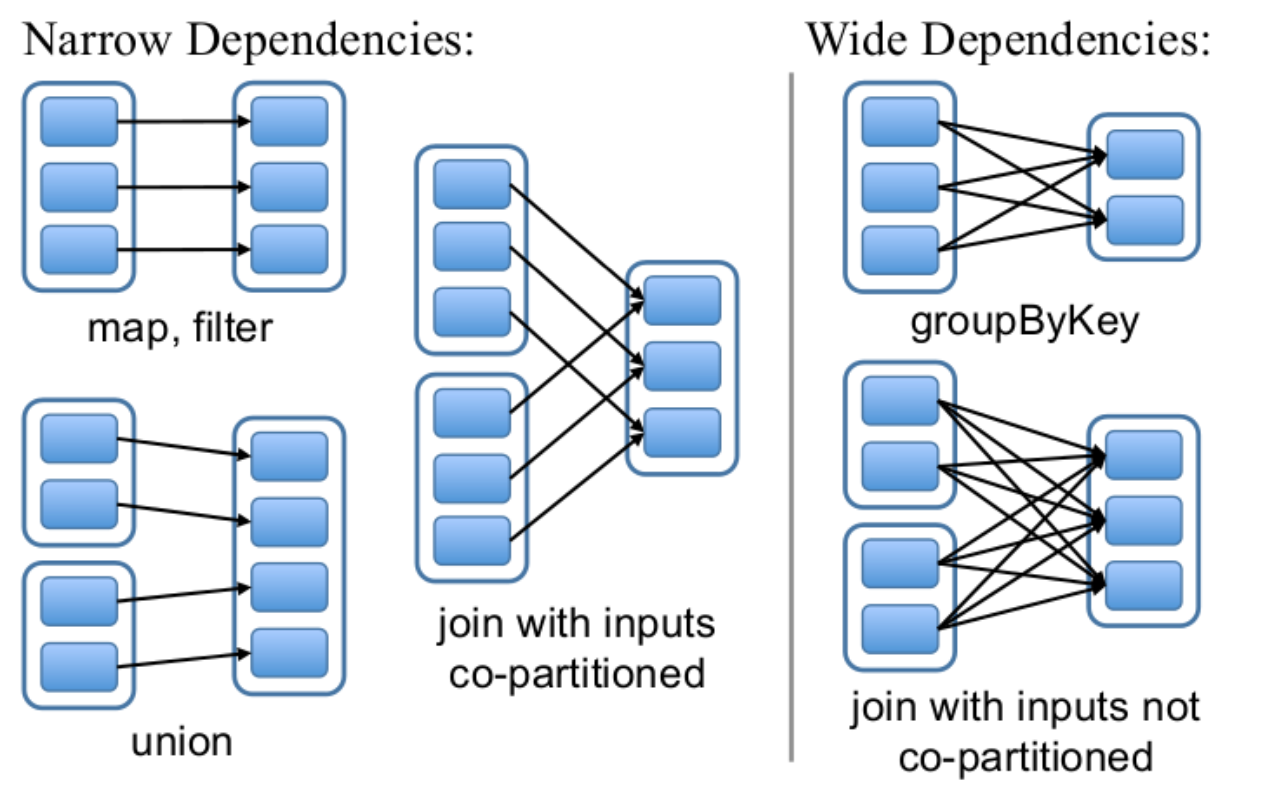 Narrow Dependencies:
map, filter
union
join with inputs
co-partitioned
Wide Dependencies:
groupByKey
join with inputs not
co-partitioned